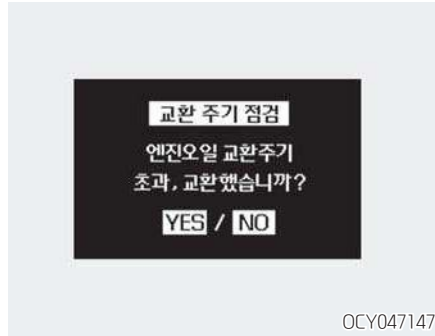 교환 주기 점검
엔진오일 교환주기
초과, 교환했습니까?
YES / NO
OCY047147